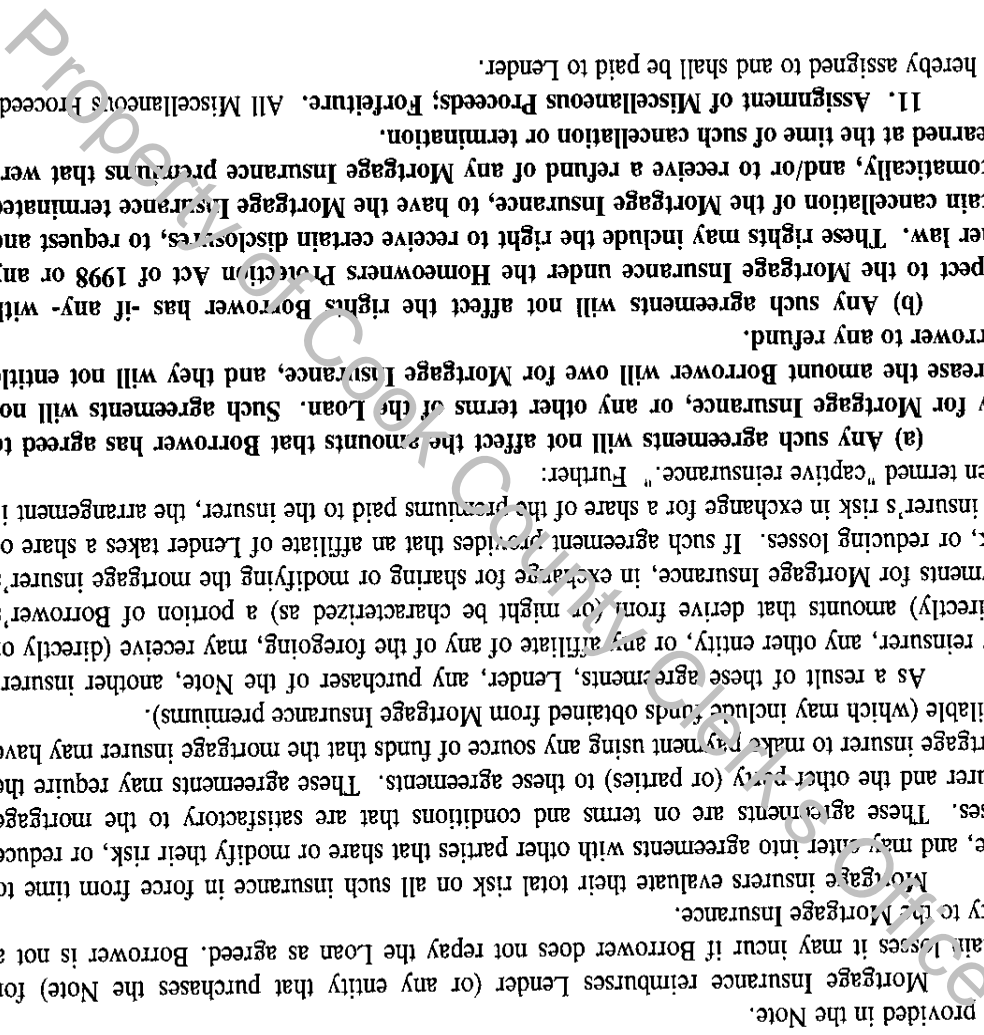 provided in the Note.
Mortgage Insurance reimburses Lender (or any entity that purchases the Note) for
ain losses it may incur if Borrower does not repay the Loan as agreed. Borrower is not a
ty to the Mortgage Insurance.
Mortgage insurers evaluate their total risk on all such insurance in force from time to
e, and may enter into agreements with other parties that share or modify their risk, or reduce
ses. These agreements are on terms and conditions that are satisfactory to the mortgage
urer and the other party (or parties) to these agreements. These agreements may require the
rtgage insurer to make payment using any source of funds that the mortgage insurer may have
ilable (which may include funds obtained from Mortgage Insurance premiums).
As a result of these agreements, Lender, any purchaser of the Note, another insurer,
reinsurer, any other entity, or any affiliate of any of the foregoing, may receive (directly or
irectly) amounts that derive from (or might be characterized as) a portion of Borrower's
ments for Mortgage Insurance, in exchange for sharing or modifying the mortgage insurer's
k, or reducing losses. If such agreement provides that an affiliate of Lender takes a share of
insurer's risk in exchange for a share of the premiums paid to the insurer, the arrangement i
en termed "captive reinsurance." Further:
(a) Any such agreements will not affect the amounts that Borrower has agreed to
y for Mortgage Insurance, or any other terms of the Loan. Such agreements will no
rease the amount Borrower will owe for Mortgage Insurance, and they will not entitl
rrower to any refund.
(b) Any such agreements will not affect the rights Borrower has -if any- with
pect to the Mortgage Insurance under the Homeowners Protection Act of 1998 or any
er law. These rights may include the right to receive certain disclosures, to request and
tain cancellation of the Mortgage Insurance, to have the Mortgage Insurance terminated
tomatically, and/or to receive a refund of any Mortgage Insurance premiums that wer
earned at the time of such cancellation or termination.
11. Assignment of Miscellaneous Proceeds; Forfeiture. All Miscellaneous Proceed
hereby assigned to and shall be paid to Lender.
Property of Cook County Clerk's Office